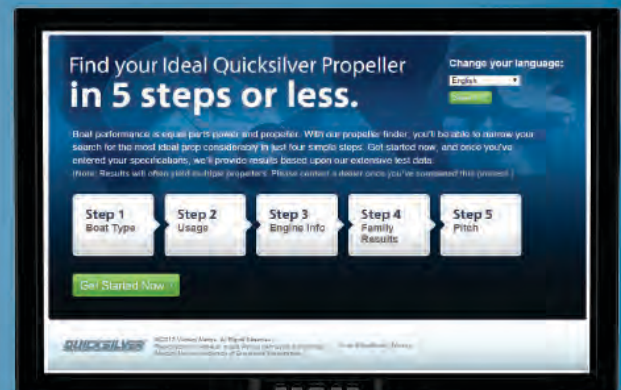 Find your Ideal Quicksilver Propeller
in 5 steps or less.
Change your language:
English
Boat performance is equal parts power and propeller. With our propeller finder, you'll be able to narrow your
search for the most ideal prop considerably in just four simple steps. Get started now, and once you've
entered your specifications, we'll provide results based upon our extensive test data.
(Note: Results will often yield multiple propellers. Please contact a dealer once you've completed this process.)
Step 1
Boat Type
Step 2
Usage
Step 3
Engine Info
Step 4
Family
Results
Step 5
Pitch
Get Started Now
QUICKSILVER